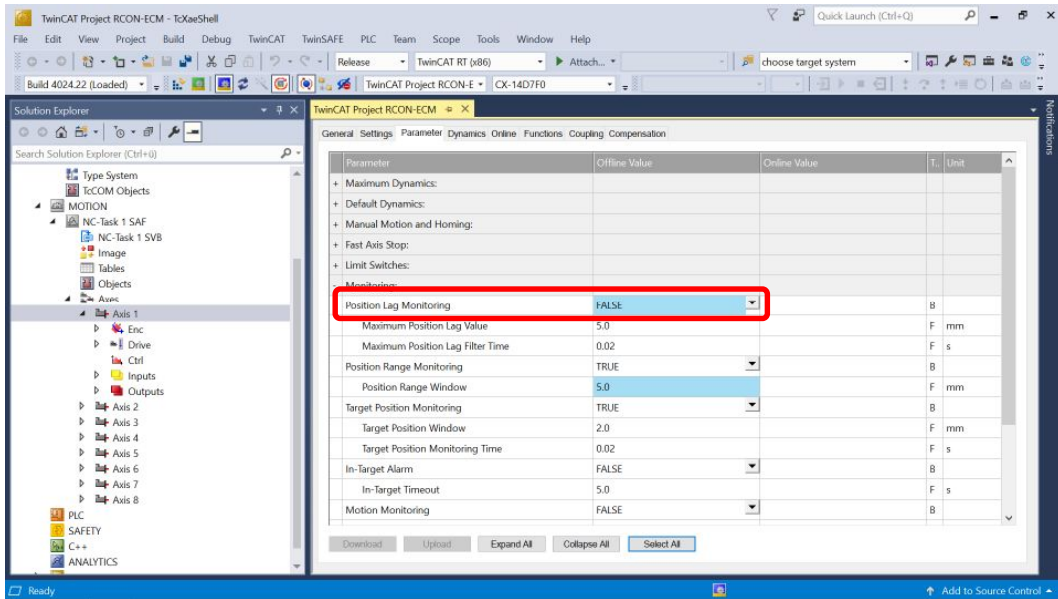 TwinCAT Project RCON-ECM - TcXaeShell
Quick Launch (Ctrl+Q)
File Edit View Project Build Debug TwinCAT TwinSAFE PLC Team Scope Tools Window Help
Release TwinCAT RT (x86) Attach... choose target system
Build 4024.22 (Loaded) TwinCAT Project RCON-E CX-14D7F0
Solution Explorer
Search Solution Explorer (Ctrl+ü)
Type System
TcCOM Objects
MOTION
NC-Task 1 SAF
NC-Task 1 SVB
Image
Tables
Objects
Axes
Axis 1
Enc
Drive
Ctrl
Inputs
Outputs
Axis 2
Axis 3
Axis 4
Axis 5
Axis 6
Axis 7
Axis 8
PLC
SAFETY
C++
ANALYTICS
TwinCAT Project RCON-ECM
General Settings Parameter Dynamics Online Functions Coupling Compensation
Parameter Offline Value Online Value T.. Unit
+ Maximum Dynamics:
+ Default Dynamics:
+ Manual Motion and Homing:
+ Fast Axis Stop:
+ Limit Switches:
- Monitoring:
Position Lag Monitoring FALSE B
Maximum Position Lag Value 5.0 F mm
Maximum Position Lag Filter Time 0.02 F s
Position Range Monitoring TRUE B
Position Range Window 5.0 F mm
Target Position Monitoring TRUE B
Target Position Window 2.0 F mm
Target Position Monitoring Time 0.02 F s
In-Target Alarm FALSE B
In-Target Timeout 5.0 F s
Motion Monitoring FALSE B
Download Upload Expand All Collapse All Select All
Notifications
Ready Add to Source Control